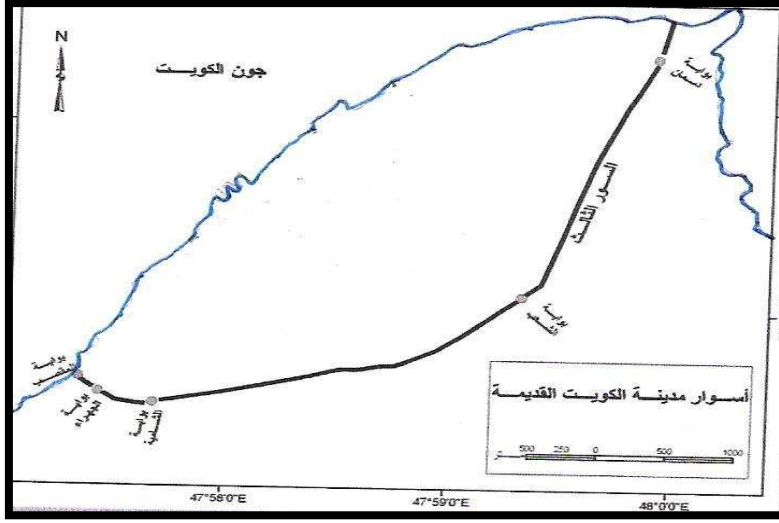 N
S
جون الكويت
بوابة
دسمان
السور الثالث
بوابة
الشعب
بوابة
بوابة
الجهراء
بوابة
الشامية
أسوار مدينة الكويت القديمة
500 250 0 500 1000
47°58'0"E
47°59'0"E
48°0'0"E